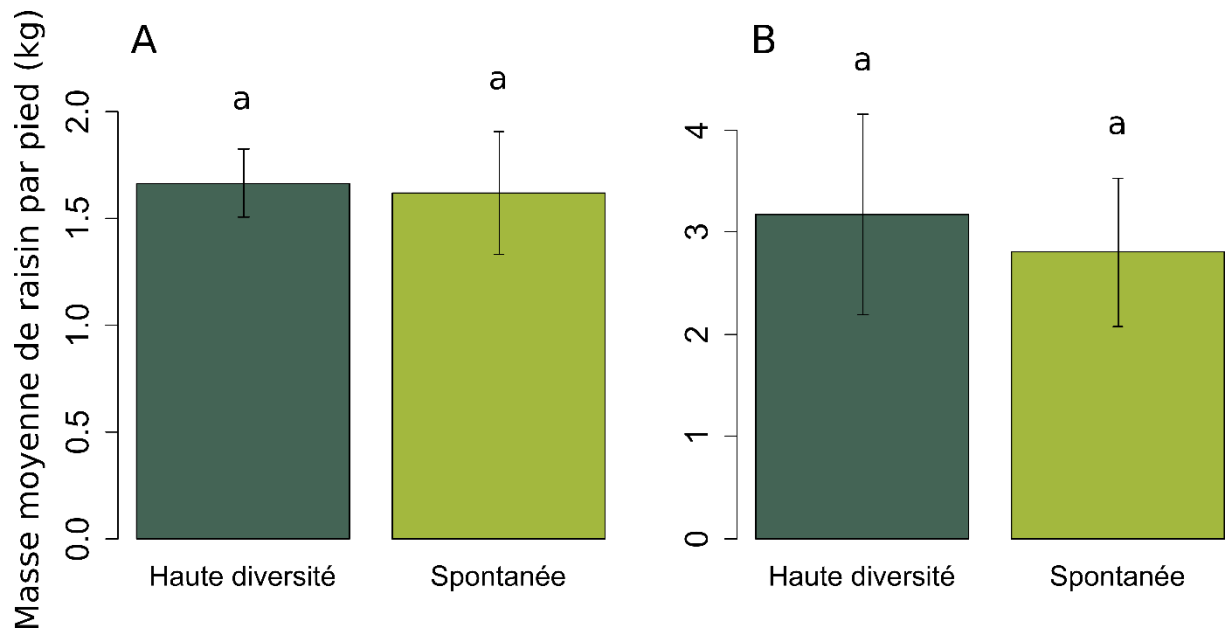 Masse moyenne de raisin par pied (kg)
A
a
a
2.0
1.5
1.0
0.5
0.0
Haute diversité
Spontanée
B
a
a
4
3
2
1
0
Haute diversité
Spontanée